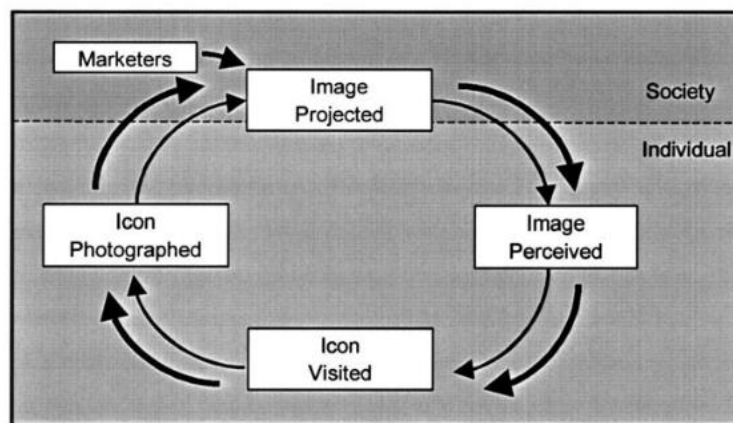 Marketers
Image
Projected
Society
Individual
Icon
Photographed
Image
Perceived
Icon
Visited